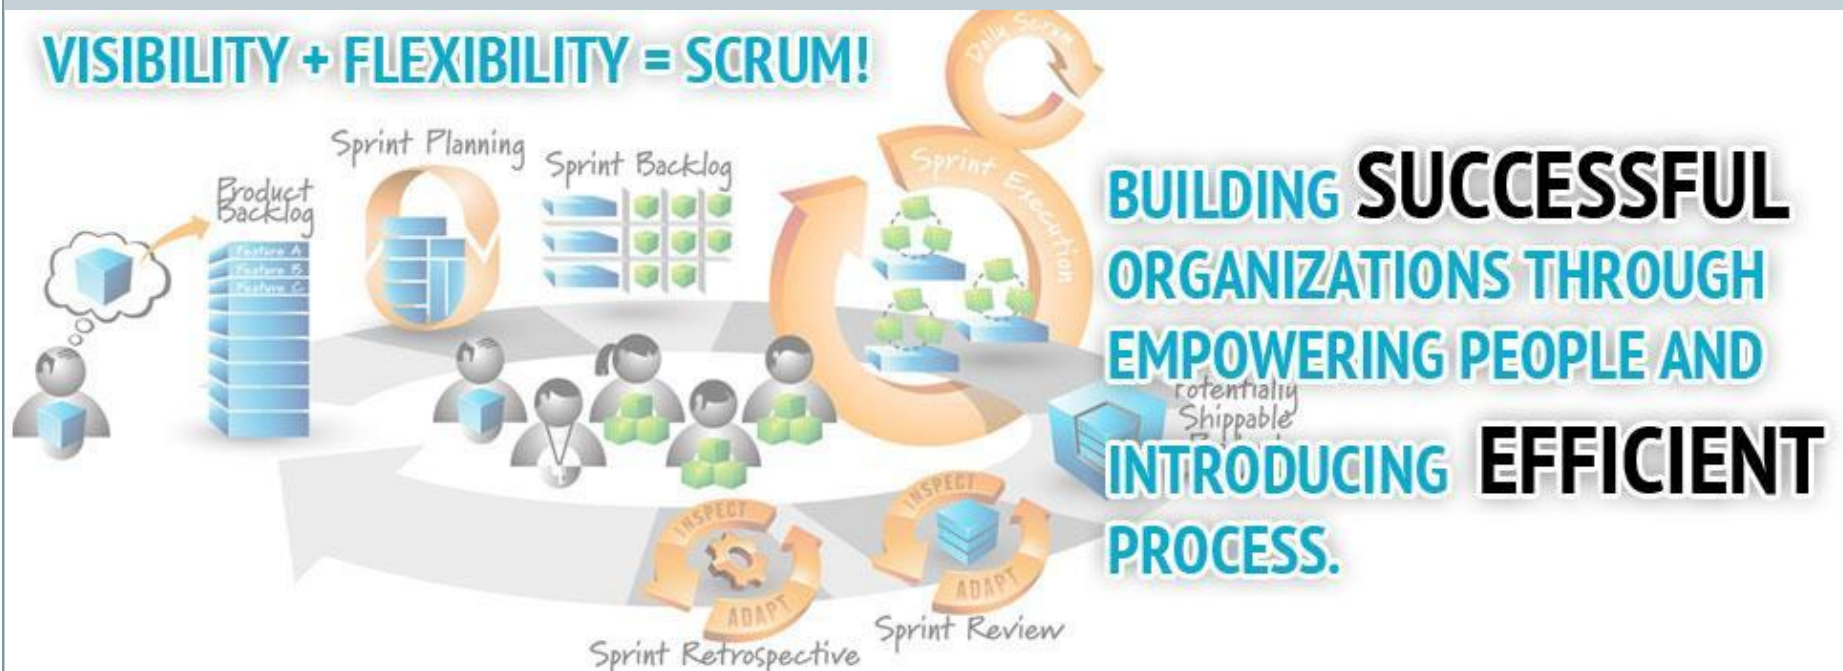 VISIBILITY + FLEXIBILITY = SCRUM!
Daily Scrum
Sprint Planning
Sprint Backlog
Sprint Execution
Product
Backlog
Feature A
Feature B
Feature C
BUILDING SUCCESSFUL
ORGANIZATIONS THROUGH
EMPOWERING PEOPLE AND
Potentially
Shippable
INTRODUCING EFFICIENT
PROCESS.
INSPECT
ADAPT
Sprint Retrospective
INSPECT
ADAPT
Sprint Review